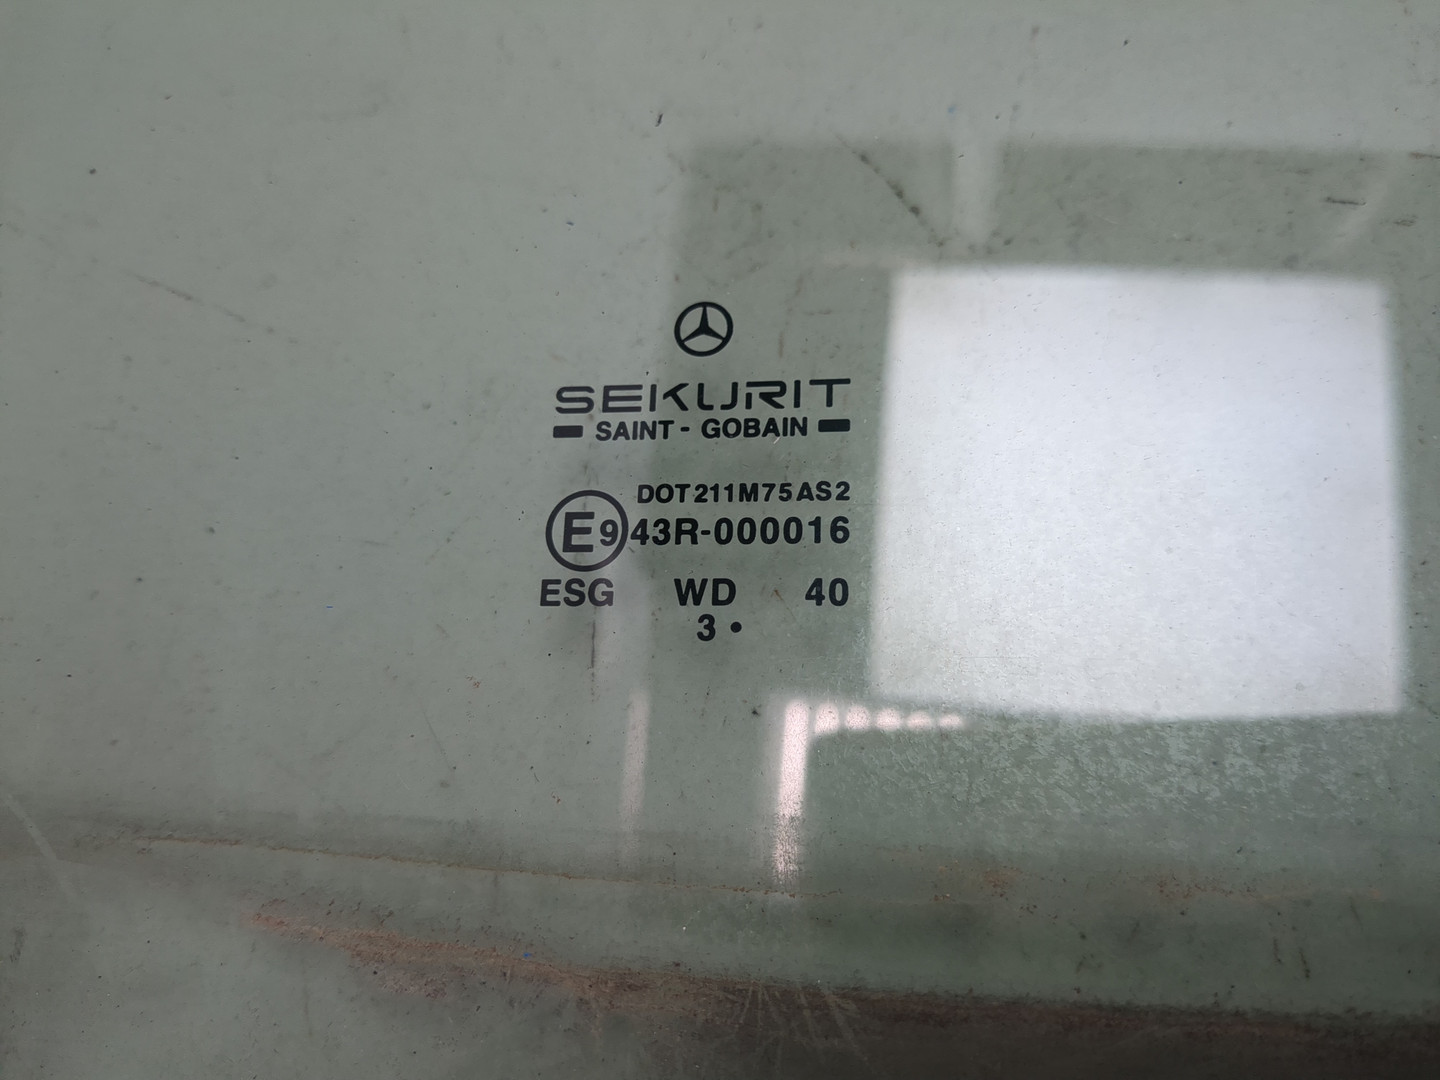 SEKURIT
SAINT - GOBAIN
DOT211M75AS2
E9 43R-000016
ESG WD 40
3 •